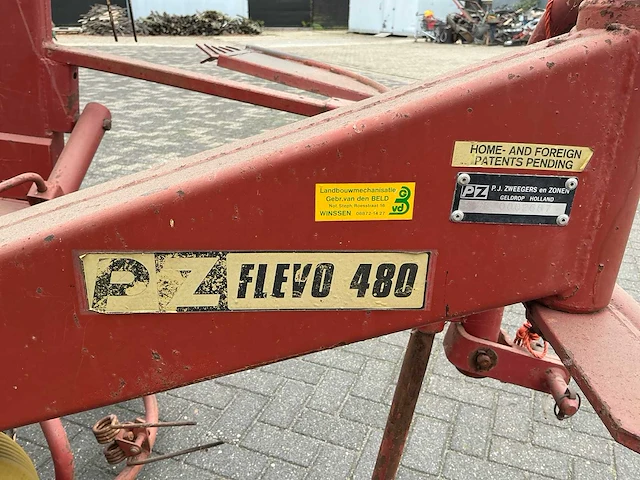 HOME- AND FOREIGN
PATENTS PENDING
PZ P.J. ZWEEGERS en ZONEN
GELDROP HOLLAND
Landbouwmechanisatie
Gebr. van den BELD
WINSSEN
vd B
PZ FLEVO 480